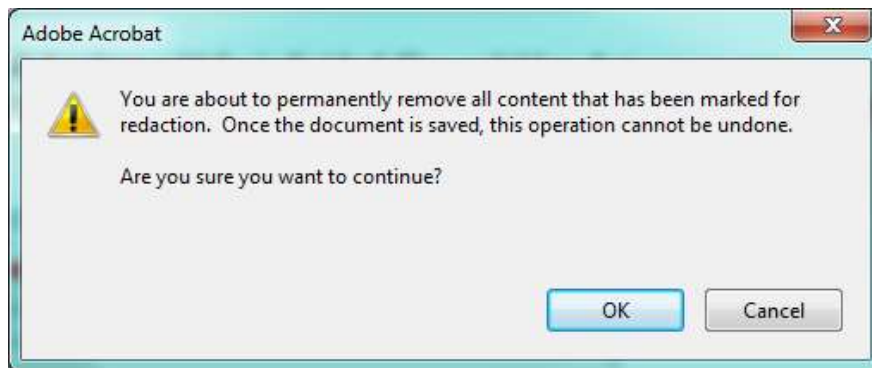 Adobe Acrobat
You are about to permanently remove all content that has been marked for
redaction.  Once the document is saved, this operation cannot be undone.
Are you sure you want to continue?
OK
Cancel